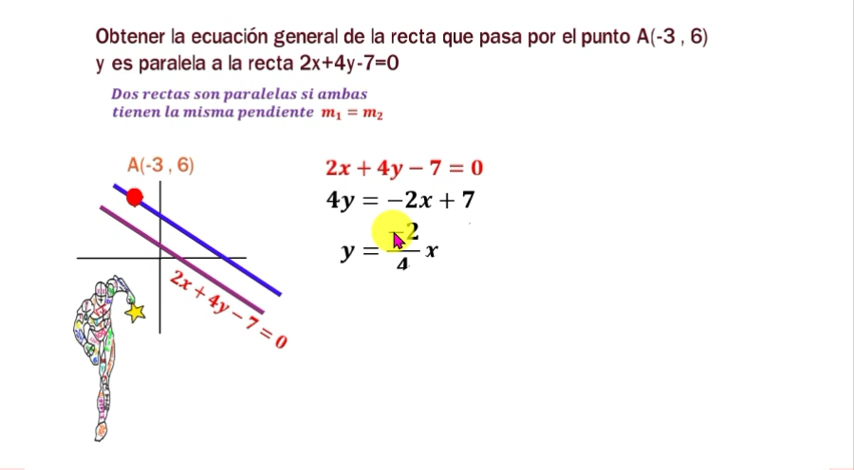 Obtener la ecuación general de la recta que pasa por el punto A(-3 , 6)
y es paralela a la recta 2x+4y-7=0
Dos rectas son paralelas si ambas
tienen la misma pendiente m₁ = m₂
A(-3 , 6)
2x + 4y − 7 = 0
2x + 4y − 7 = 0
4y = −2x + 7
y = −2/4 x